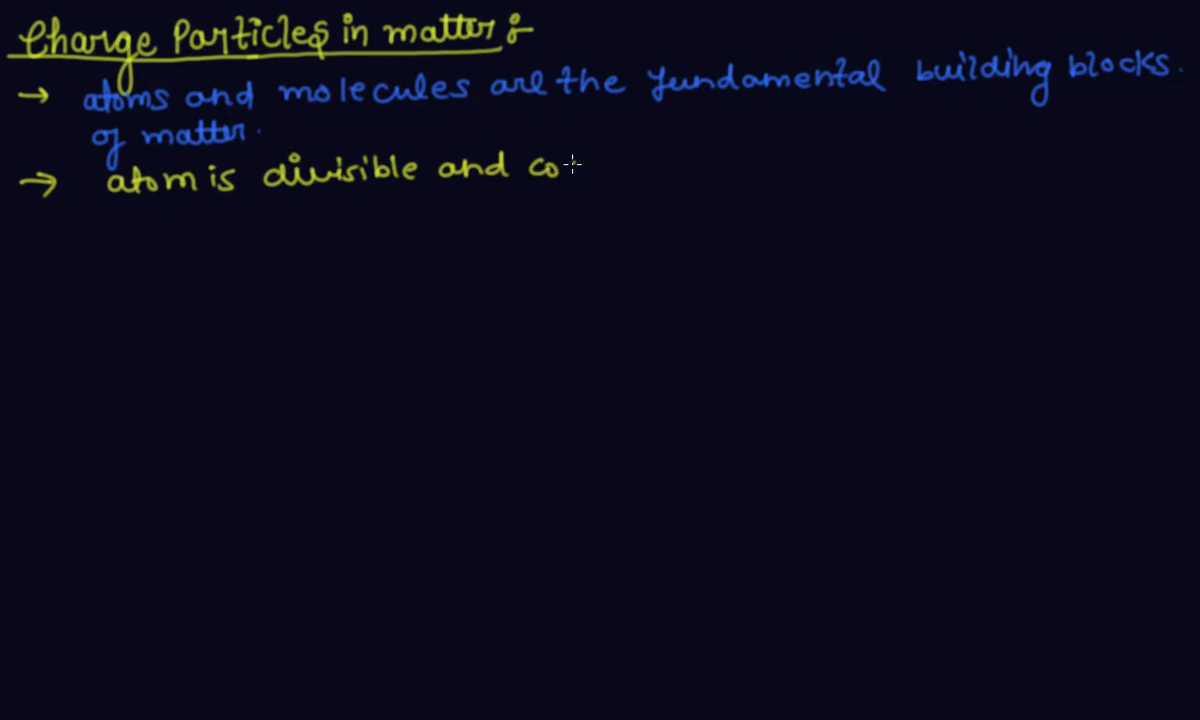 Charge Particles in matter :-
→ atoms and molecules are the fundamental building blocks.
of matter.
→ atom is divisible and co